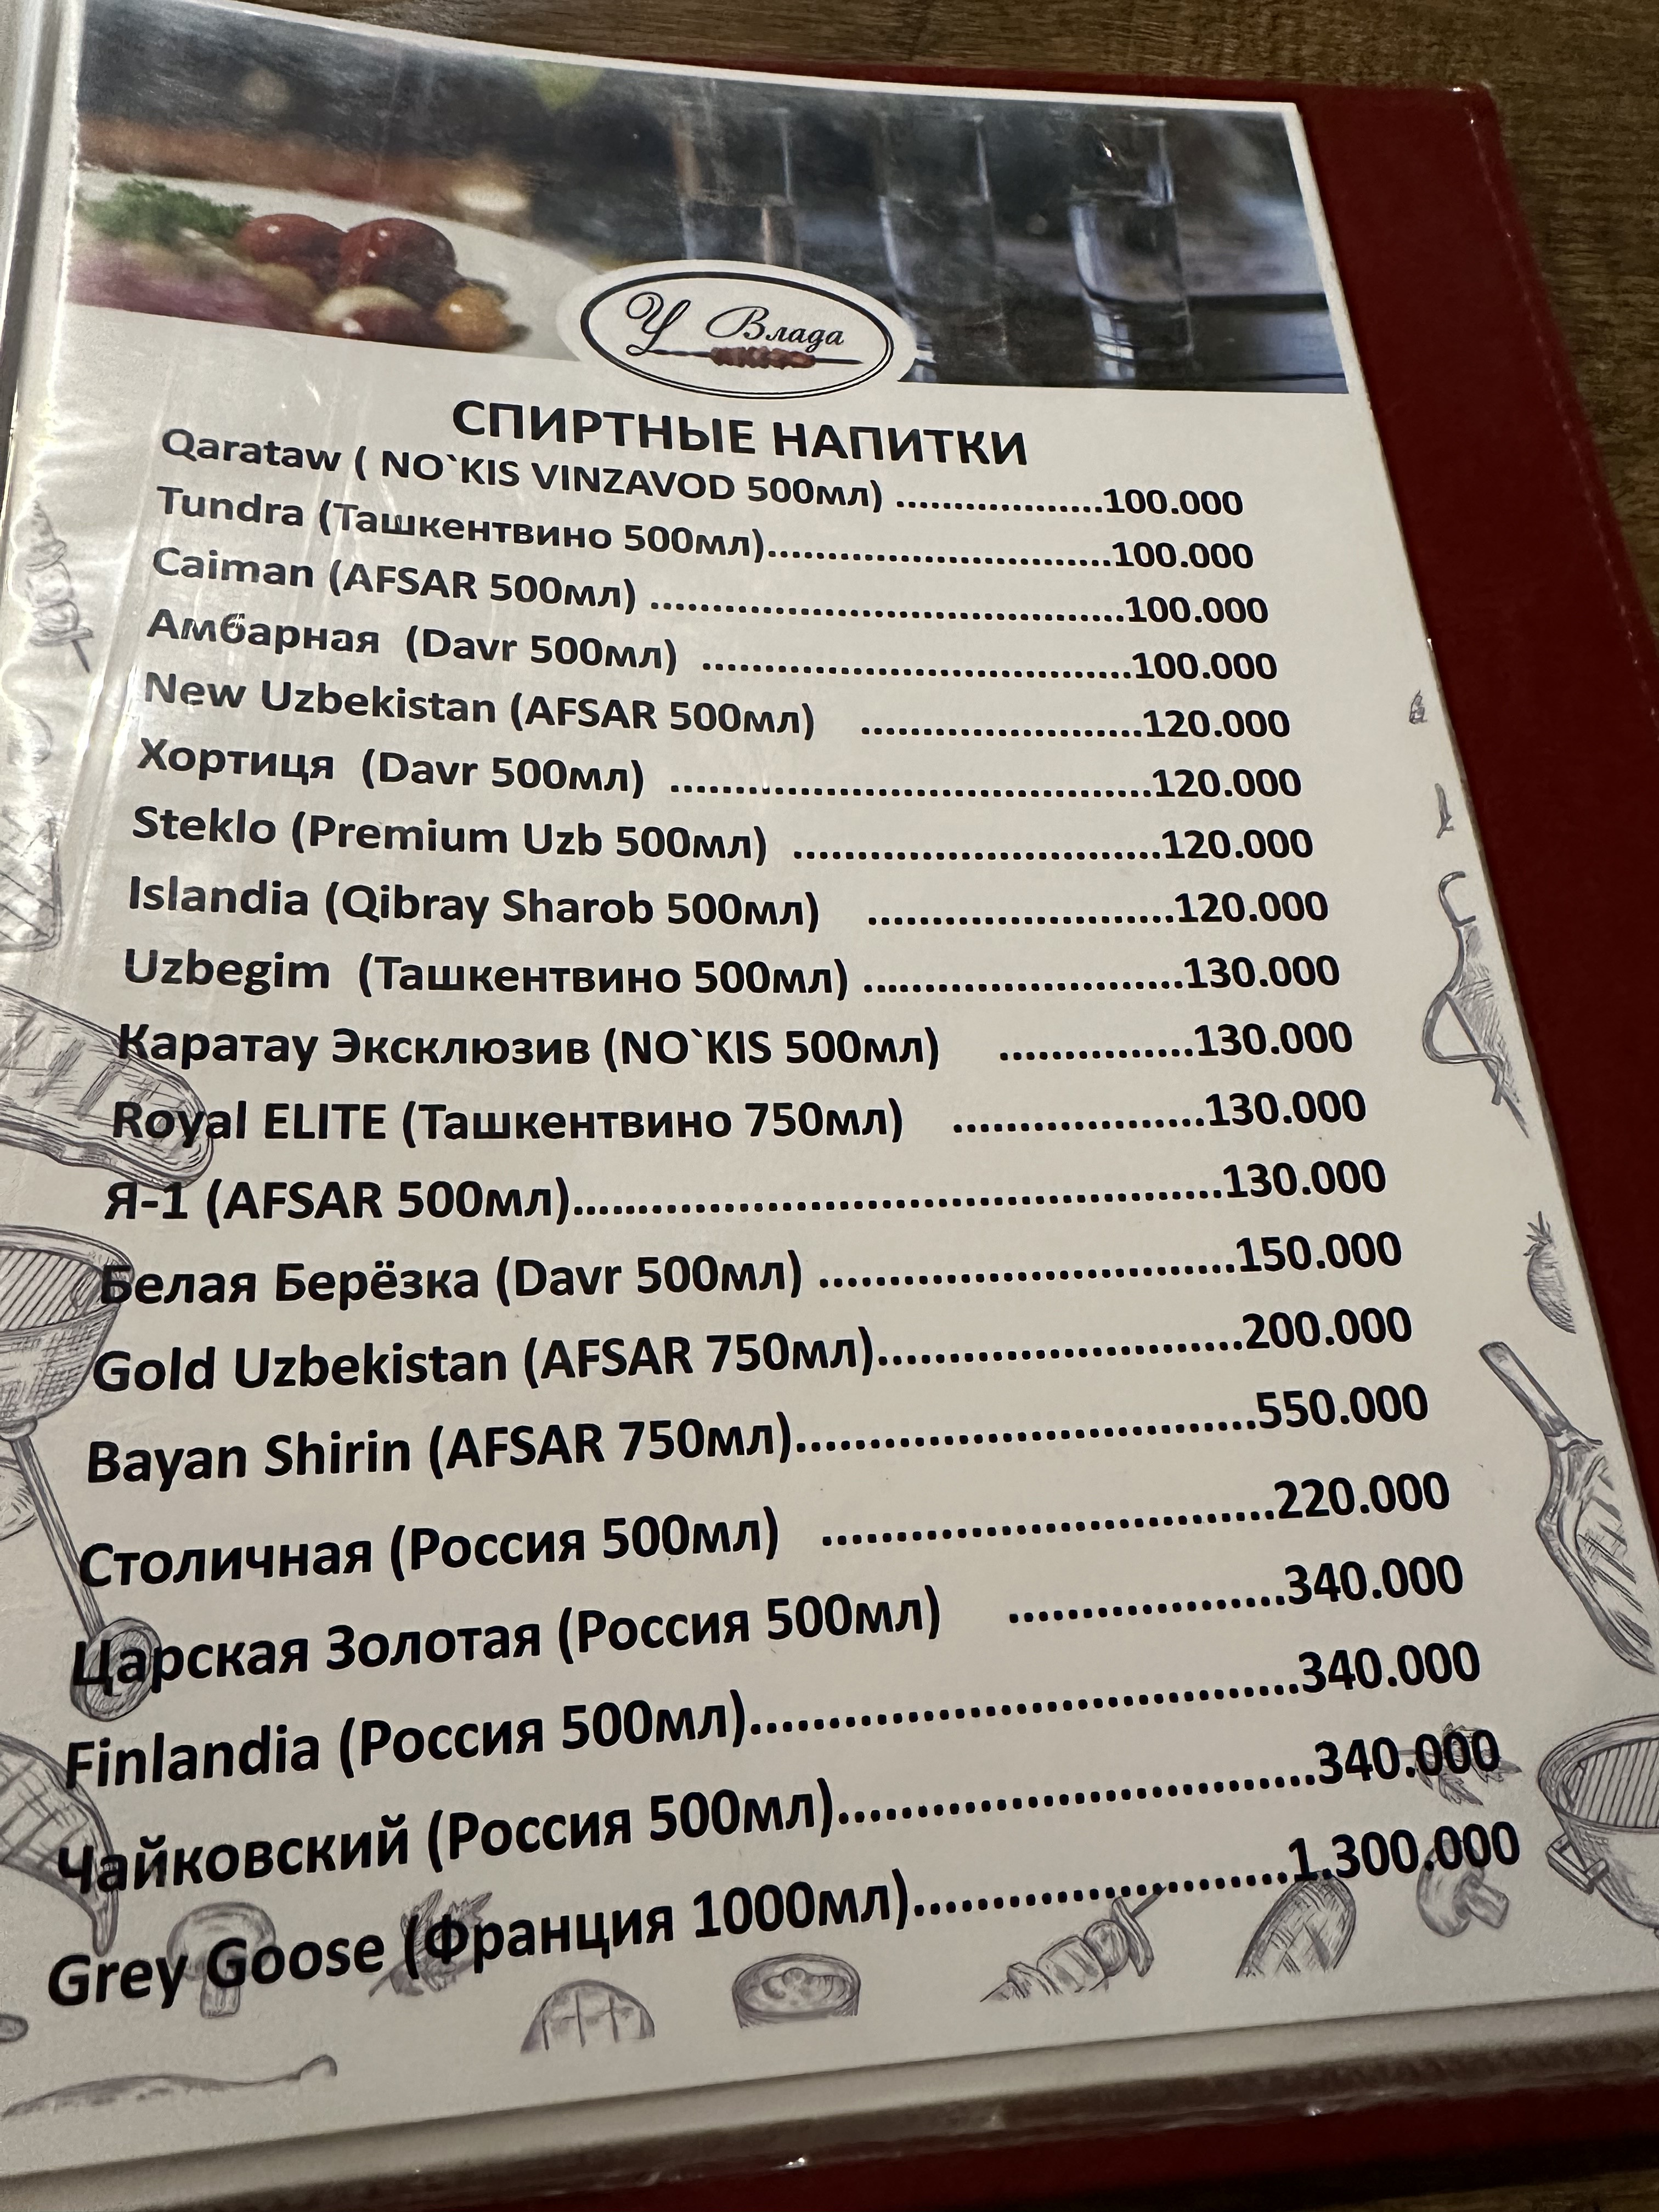 У Влада
СПИРТНЫЕ НАПИТКИ
Qarataw ( NO`KIS VINZAVOD 500мл) ..................100.000
Tundra (Ташкентвино 500мл)..............................100.000
Caiman (AFSAR 500мл) .........................................100.000
Амбарная (Davr 500мл) .....................................100.000
New Uzbekistan (AFSAR 500мл) ........................120.000
Хортиця (Davr 500мл) ........................................120.000
Steklo (Premium Uzb 500мл) ..............................120.000
Islandia (Qibray Sharob 500мл) .........................120.000
Uzbegim (Ташкентвино 500мл) ..........................130.000
Каратау Эксклюзив (NO`KIS 500мл) ...............130.000
Royal ELITE (Ташкентвино 750мл) ....................130.000
Я-1 (AFSAR 500мл)..................................................130.000
Белая Берёзка (Davr 500мл) ................................150.000
Gold Uzbekistan (AFSAR 750мл)...........................200.000
Bayan Shirin (AFSAR 750мл)..................................550.000
Столичная (Россия 500мл) .................................220.000
Царская Золотая (Россия 500мл) ....................340.000
Finlandia (Россия 500мл).......................................340.000
Чайковский (Россия 500мл)..................................340.000
Grey Goose (Франция 1000мл)...........................1.300.000